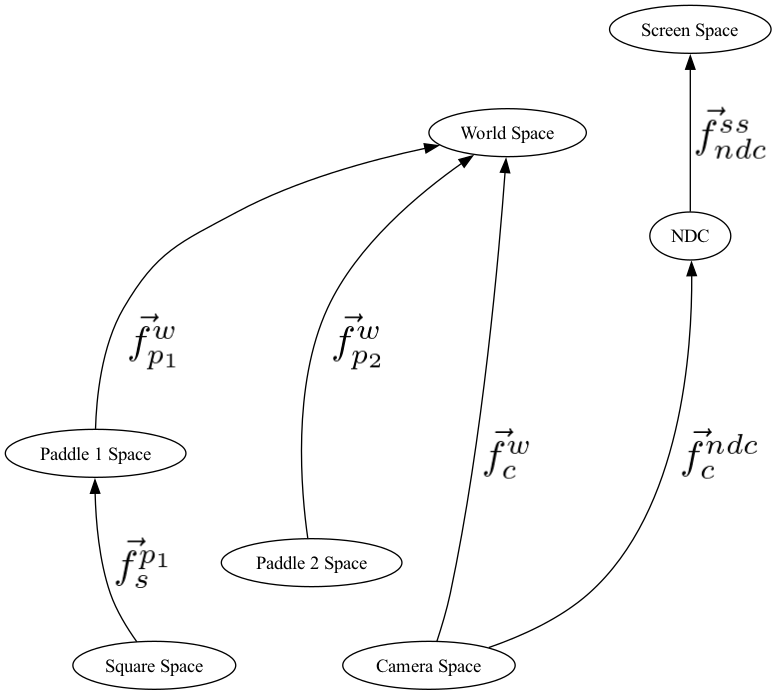 Screen Space
World Space
$\vec{f}_{ndc}^{ss}$
NDC
$\vec{f}_{p_1}^{w}$
$\vec{f}_{p_2}^{w}$
$\vec{f}_{c}^{w}$
$\vec{f}_{c}^{ndc}$
Paddle 1 Space
$\vec{f}_{s}^{p_1}$
Paddle 2 Space
Square Space
Camera Space